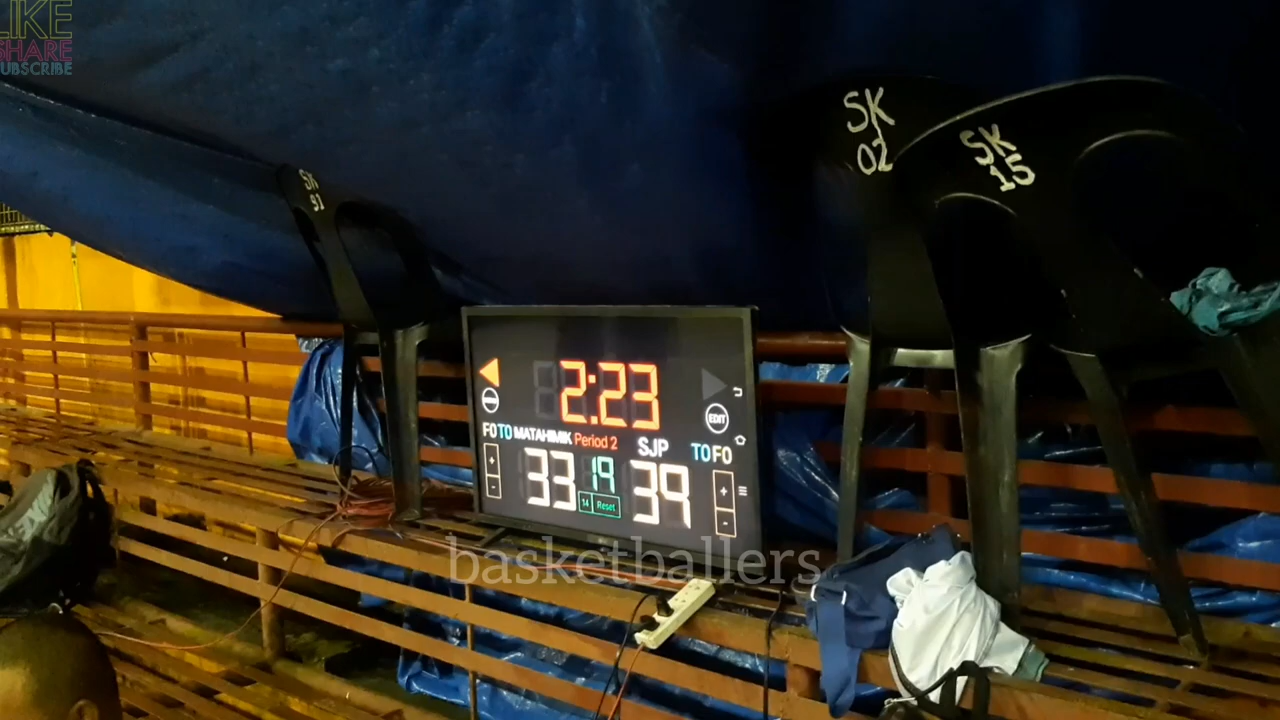 LIKE
SHARE
SUBSCRIBE
SK
02
SK
15
SK
91
2:23
EDIT
FO TO MATAHIMIK Period 2 SJP TO FO
33 19 39
+ +
14 Reset
- -
basketballers